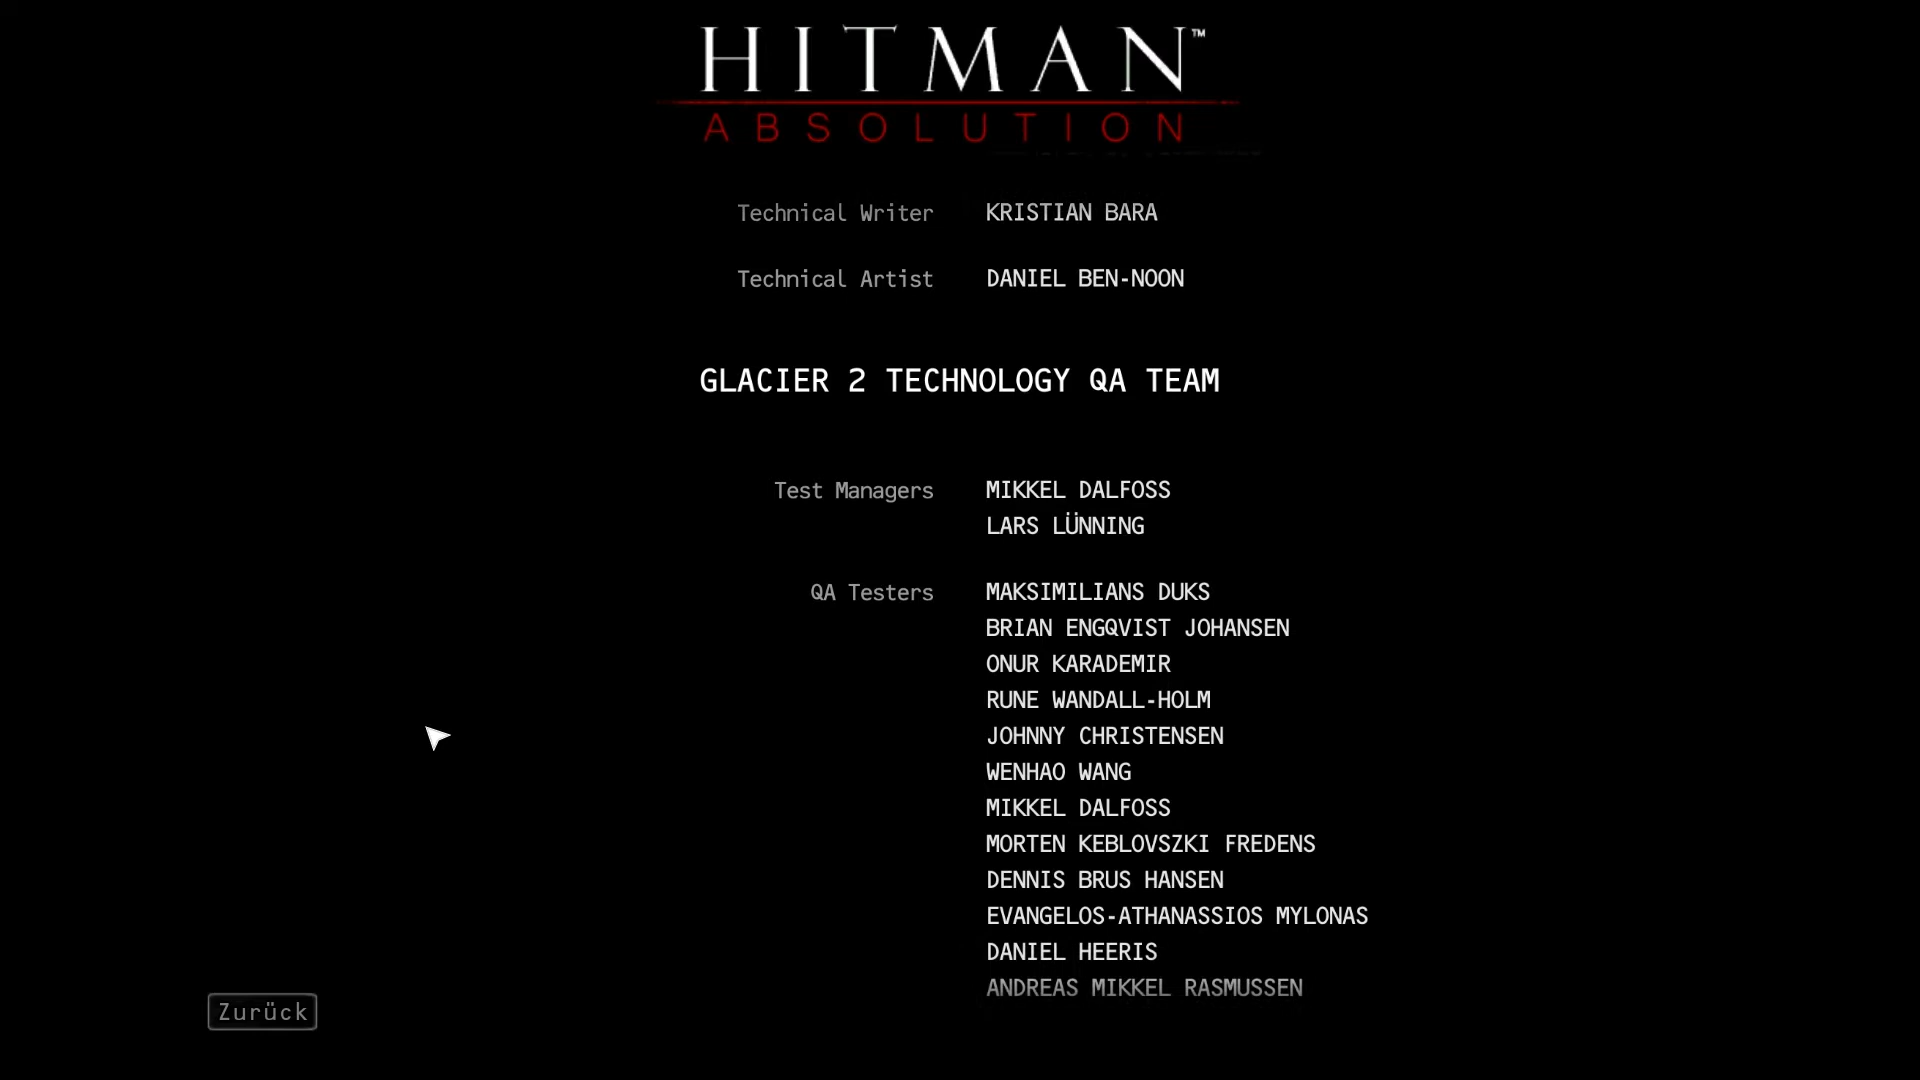 HITMAN™
ABSOLUTION
Technical Writer KRISTIAN BARA
Technical Artist DANIEL BEN-NOON
GLACIER 2 TECHNOLOGY QA TEAM
Test Managers MIKKEL DALFOSS
LARS LÜNNING
QA Testers MAKSIMILIANS DUKS
BRIAN ENGQVIST JOHANSEN
ONUR KARADEMIR
RUNE WANDALL-HOLM
JOHNNY CHRISTENSEN
WENHAO WANG
MIKKEL DALFOSS
MORTEN KEBLOVSZKI FREDENS
DENNIS BRUS HANSEN
EVANGELOS-ATHANASSIOS MYLONAS
DANIEL HEERIS
ANDREAS MIKKEL RASMUSSEN
Zurück